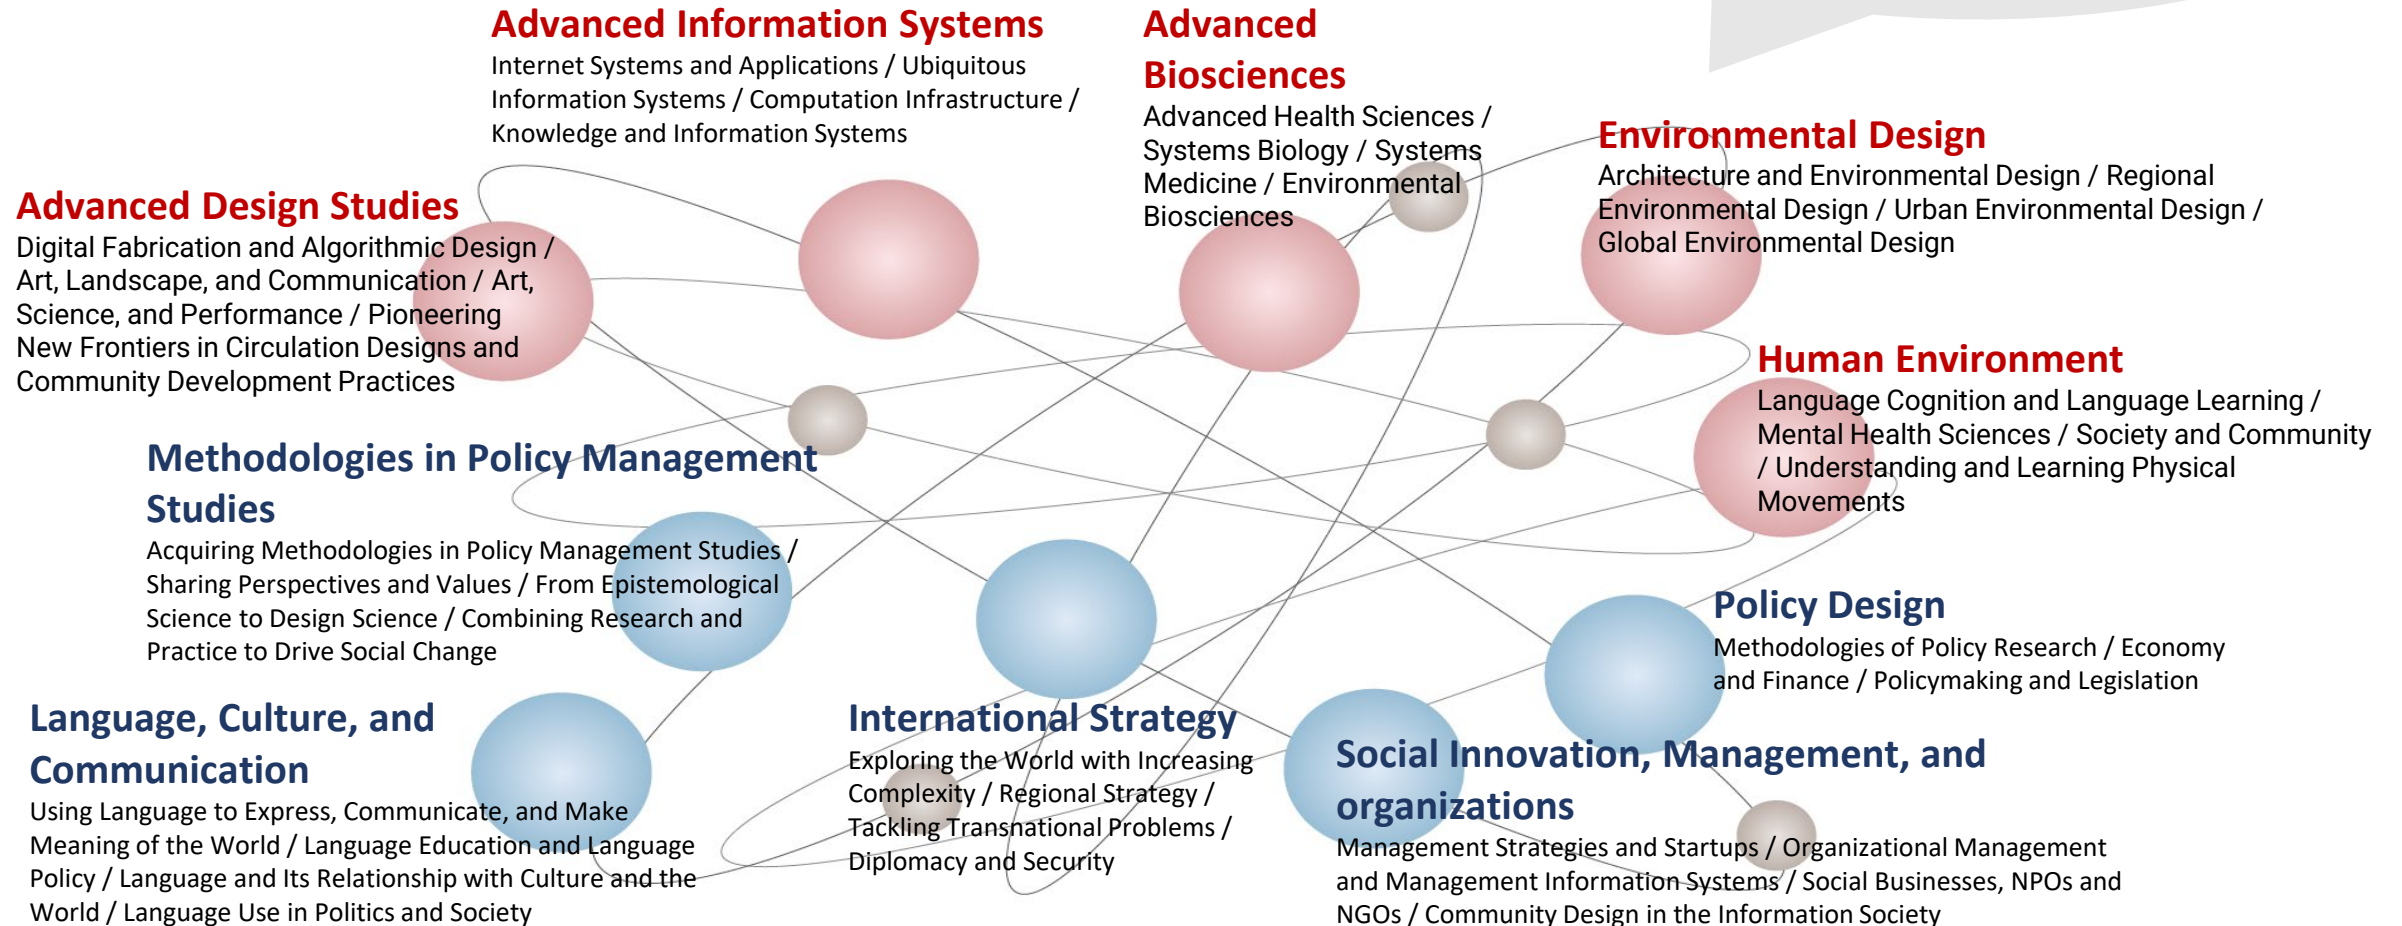 Advanced Information Systems
Internet Systems and Applications / Ubiquitous
Information Systems / Computation Infrastructure /
Knowledge and Information Systems
Advanced
Biosciences
Advanced Health Sciences /
Systems Biology / Systems
Medicine / Environmental
Biosciences
Environmental Design
Architecture and Environmental Design / Regional
Environmental Design / Urban Environmental Design /
Global Environmental Design
Advanced Design Studies
Digital Fabrication and Algorithmic Design /
Art, Landscape, and Communication / Art,
Science, and Performance / Pioneering
New Frontiers in Circulation Designs and
Community Development Practices
Human Environment
Language Cognition and Language Learning /
Mental Health Sciences / Society and Community
/ Understanding and Learning Physical
Movements
Methodologies in Policy Management
Studies
Acquiring Methodologies in Policy Management Studies /
Sharing Perspectives and Values / From Epistemological
Science to Design Science / Combining Research and
Practice to Drive Social Change
Policy Design
Methodologies of Policy Research / Economy
and Finance / Policymaking and Legislation
Language, Culture, and
Communication
Using Language to Express, Communicate, and Make
Meaning of the World / Language Education and Language
Policy / Language and Its Relationship with Culture and the
World / Language Use in Politics and Society
International Strategy
Exploring the World with Increasing
Complexity / Regional Strategy /
Tackling Transnational Problems /
Diplomacy and Security
Social Innovation, Management, and
organizations
Management Strategies and Startups / Organizational Management
and Management Information Systems / Social Businesses, NPOs and
NGOs / Community Design in the Information Society